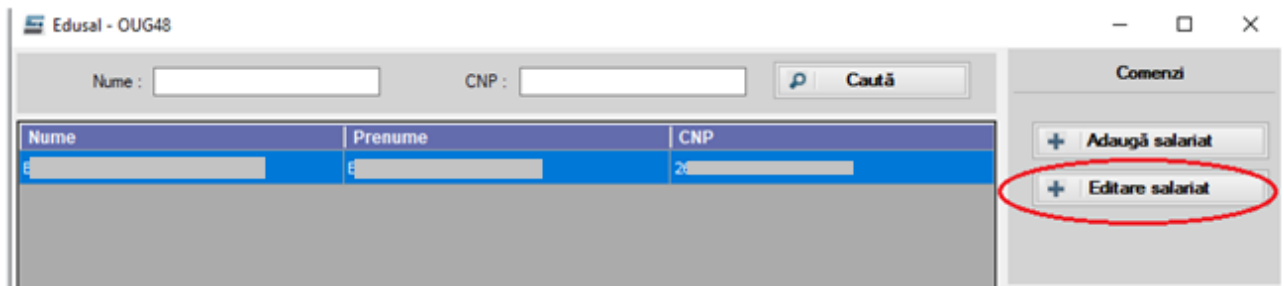 Edusal - OUG48
Nume : CNP : Caută
Comenzi
Nume Prenume CNP
Adaugă salariat
Editare salariat